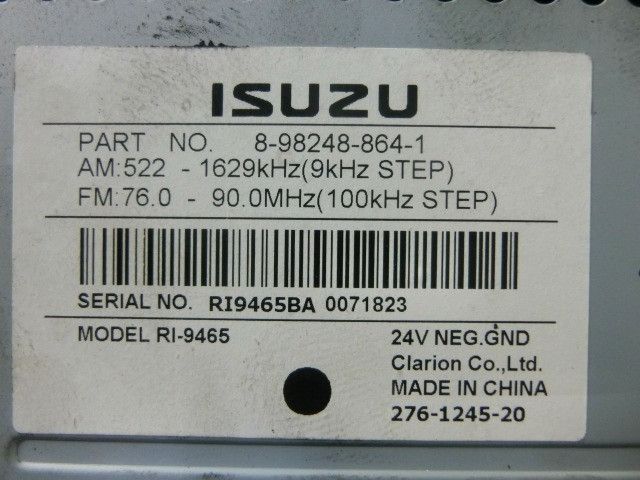 ISUZU
PART NO. 8-98248-864-1
AM:522 - 1629kHz(9kHz STEP)
FM:76.0 - 90.0MHz(100kHz STEP)
SERIAL NO. RI9465BA 0071823
MODEL RI-9465
24V NEG.GND
Clarion Co.,Ltd.
MADE IN CHINA
276-1245-20